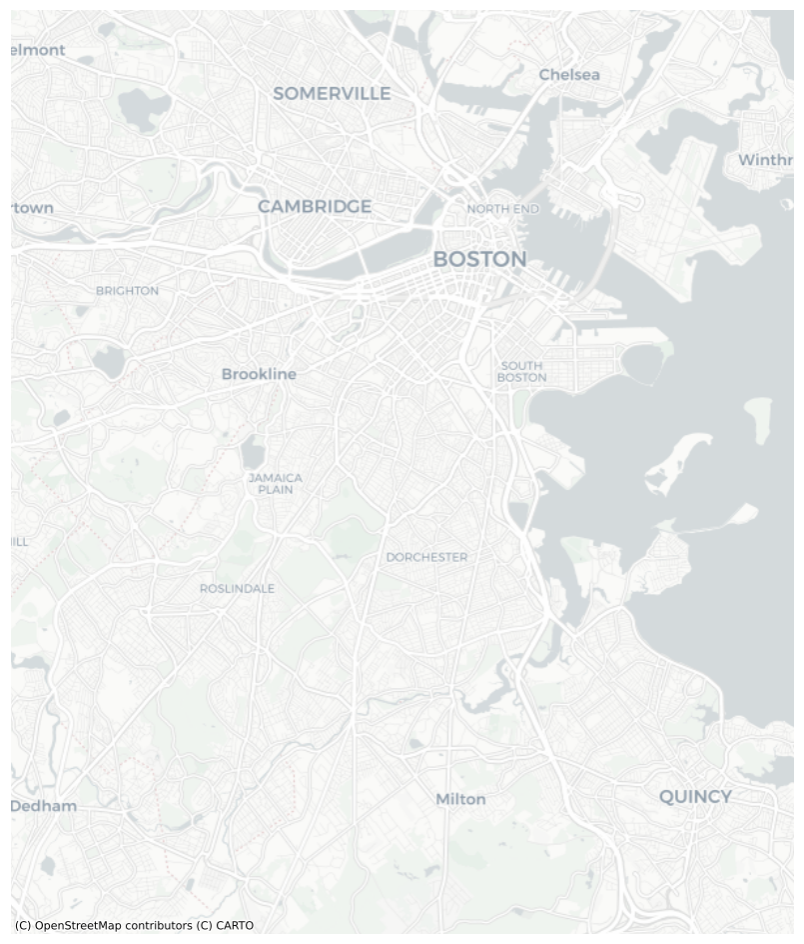 elmont
Chelsea
SOMERVILLE
Winthr
CAMBRIDGE
rtown
NORTH END
BOSTON
BRIGHTON
Brookline
SOUTH
BOSTON
JAMAICA
PLAIN
ILL
DORCHESTER
ROSLINDALE
QUINCY
Milton
Dedham
(C) OpenStreetMap contributors (C) CARTO